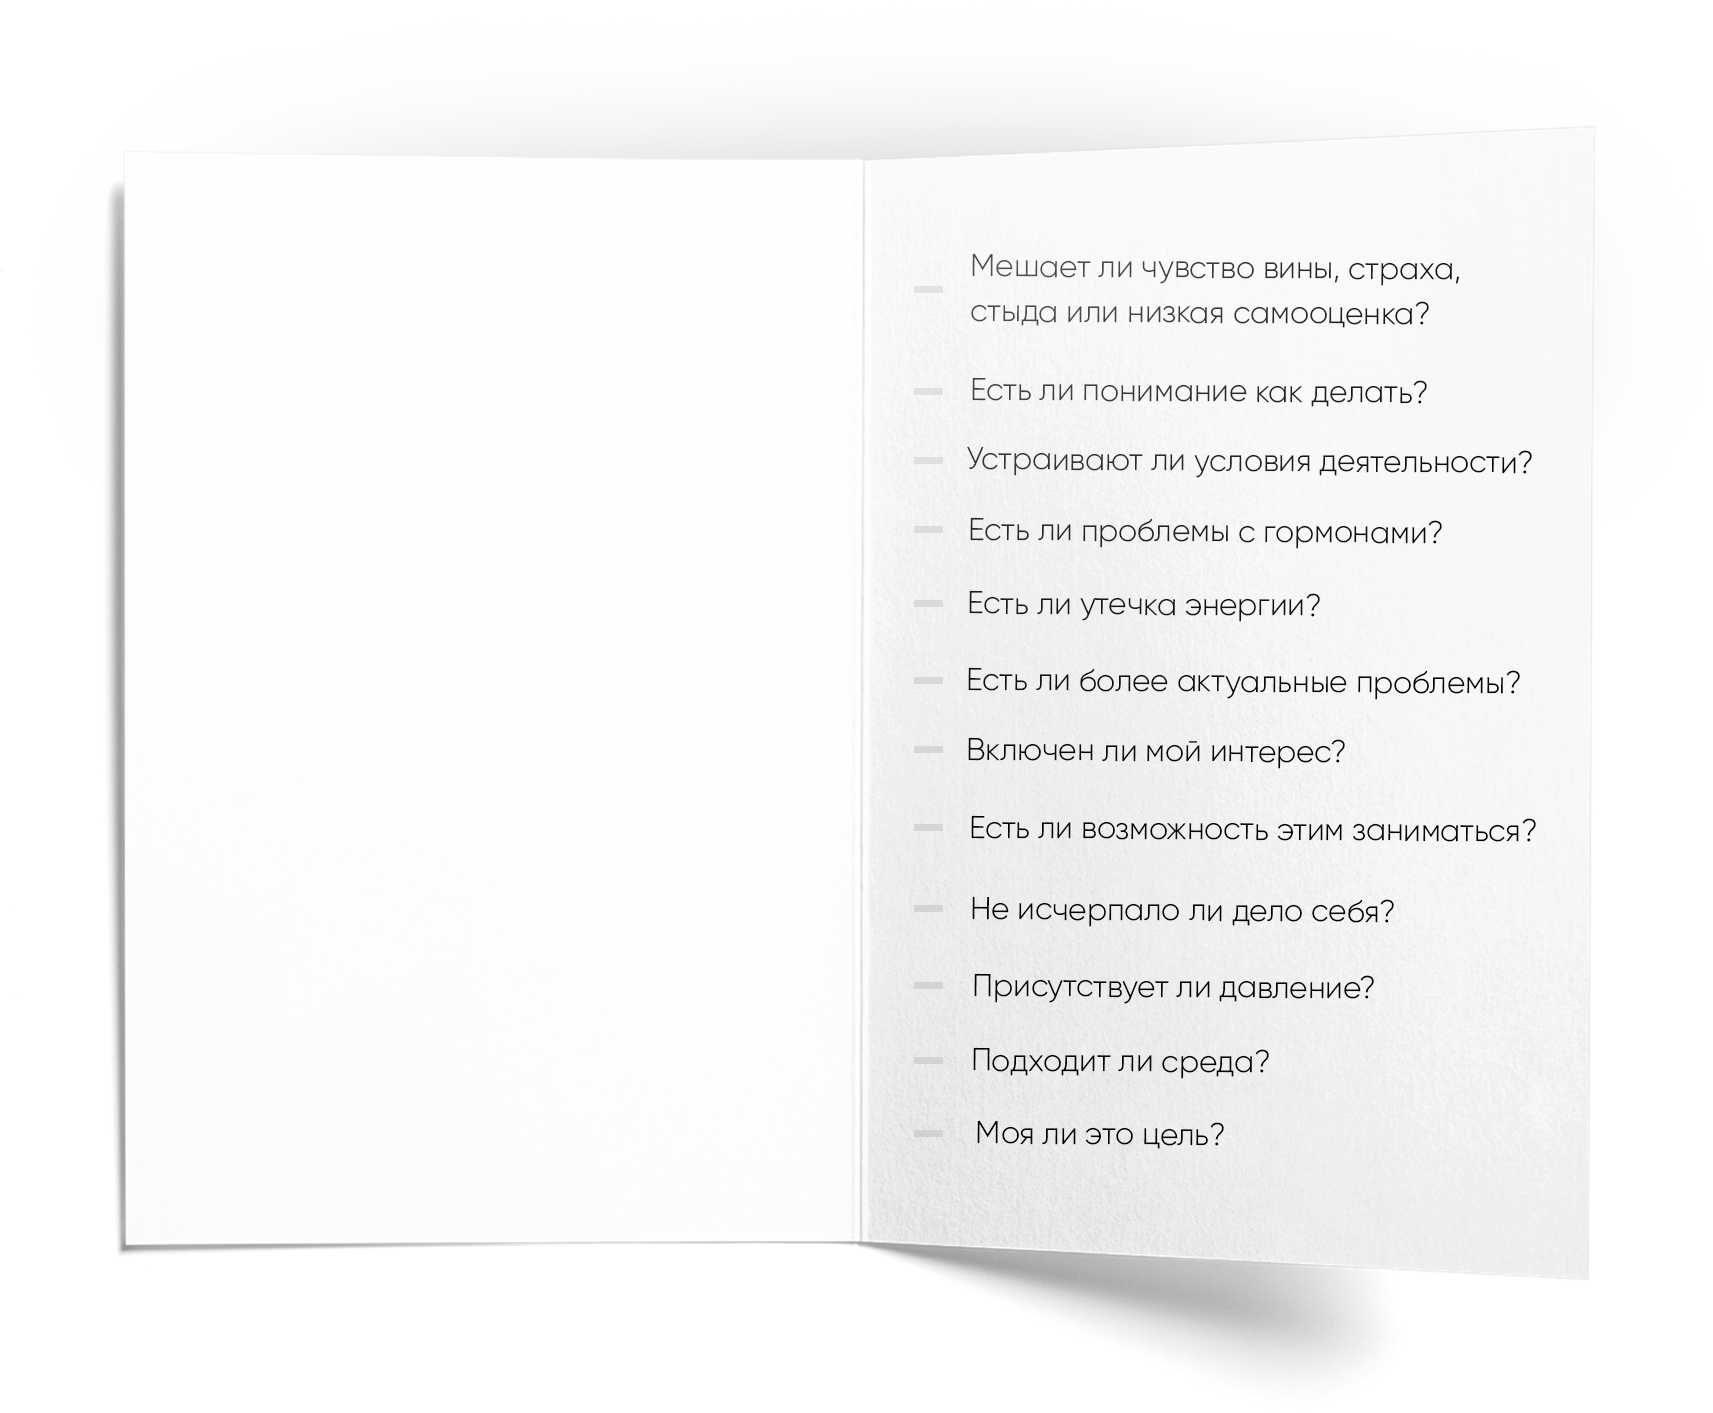 Мешает ли чувство вины, страха,
стыда или низкая самооценка?
Есть ли понимание как делать?
Устраивают ли условия деятельности?
Есть ли проблемы с гормонами?
Есть ли утечка энергии?
Есть ли более актуальные проблемы?
Включен ли мой интерес?
Есть ли возможность этим заниматься?
Не исчерпало ли дело себя?
Присутствует ли давление?
Подходит ли среда?
Моя ли это цель?